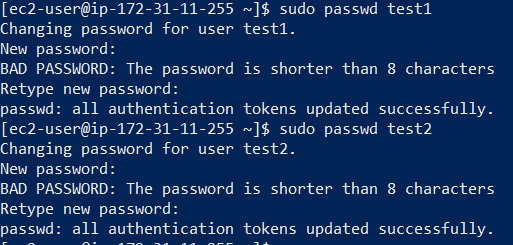 [ec2-user@ip-172-31-11-255 ~]$ sudo passwd test1
Changing password for user test1.
New password:
BAD PASSWORD: The password is shorter than 8 characters
Retype new password:
passwd: all authentication tokens updated successfully.
[ec2-user@ip-172-31-11-255 ~]$ sudo passwd test2
Changing password for user test2.
New password:
BAD PASSWORD: The password is shorter than 8 characters
Retype new password:
passwd: all authentication tokens updated successfully.